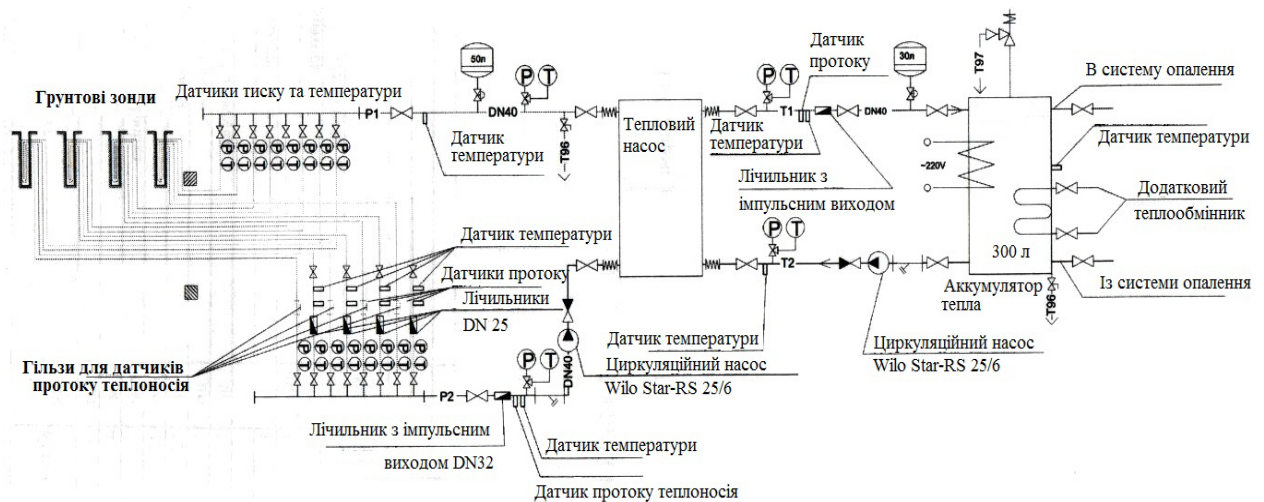 Грунтові зонди
Датчики тиску та температури
P1
50л
P T
DN40
Датчик
температури
T96
Тепловий
насос
P T
T1
Датчик
протоку
Датчик
температури
DN40
30л
Лічильник з
імпульсним виходом
T97
M
~220V
300 л
Аккумулятор
тепла
T96
В систему опалення
Датчик температури
Додатковий
теплообмінник
Із системи опалення
P T
T2
Датчик температури
Циркуляційний насос
Wilo Star-RS 25/6
Датчик температури
Датчики протоку
Лічильники
DN 25
P P P P P P P P
T T T T T T T T
P P P P P P P P
T T T T T T T T
Гільзи для датчиків
протоку теплоносія
Циркуляційний насос
Wilo Star-RS 25/6
DN40
P T
P2
Лічильник з імпульсним
виходом DN32
Датчик температури
Датчик протоку теплоносія